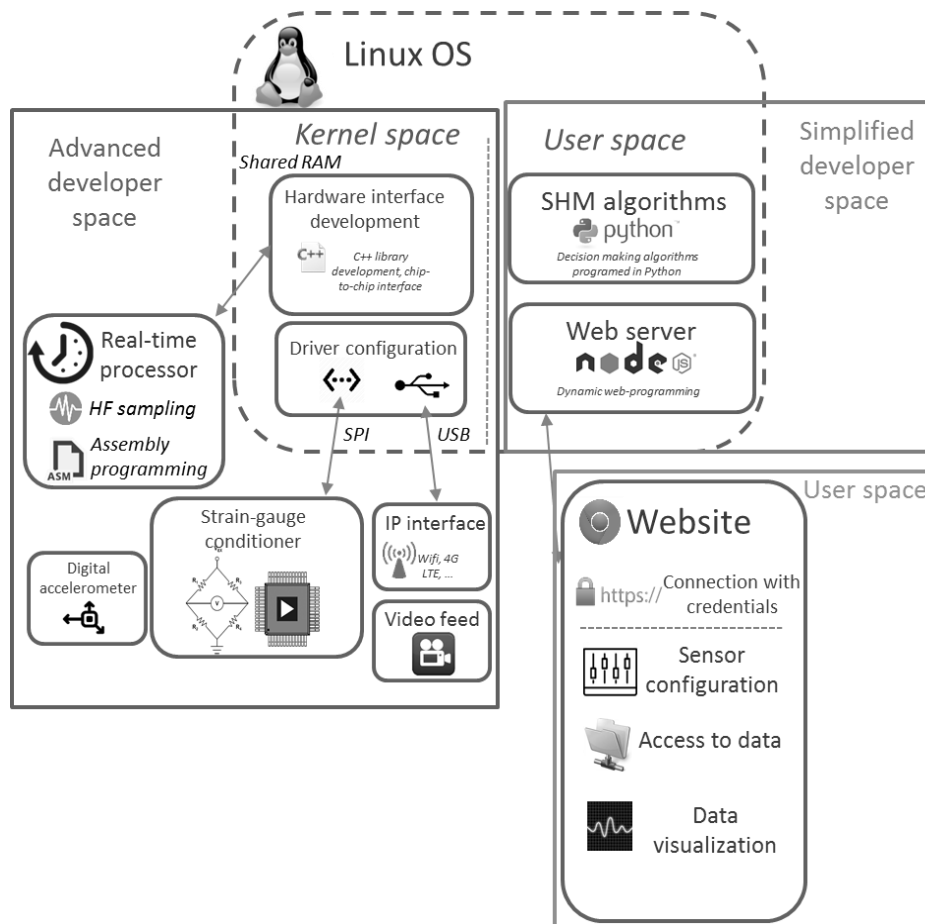 Linux OS
Advanced
developer
space
Kernel space
Shared RAM
Hardware interface
development
C++
C++ library
development, chip-
to-chip interface
Driver configuration
SPI
USB
Real-time
processor
HF sampling
ASM
Assembly
programming
Strain-gauge
conditioner
V
Digital
accelerometer
IP interface
Wifi, 4G
LTE, ...
Video feed
User space
Simplified
developer
space
SHM algorithms
python™
Decision making algorithms
programed in Python
Web server
node
JS
Dynamic web-programming
User space
Website
https://
Connection with
credentials
Sensor
configuration
Access to data
Data
visualization